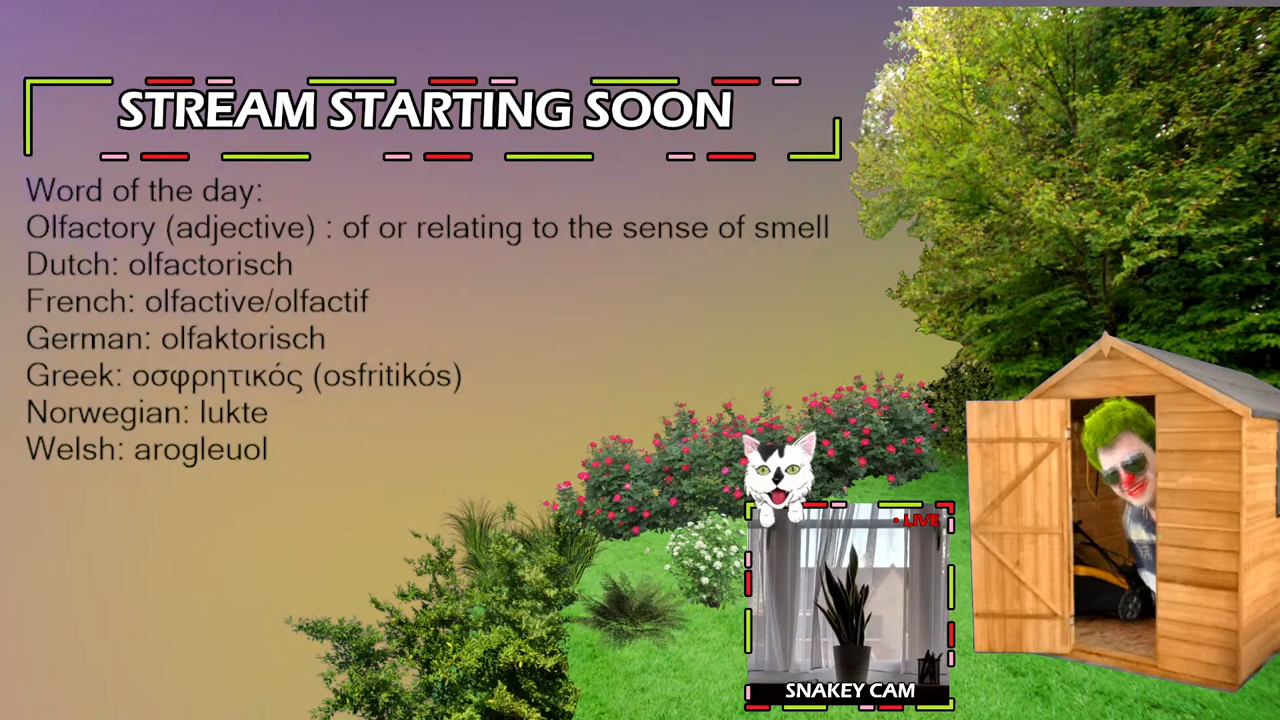 STREAM STARTING SOON
Word of the day:
Olfactory (adjective) : of or relating to the sense of smell
Dutch: olfactorisch
French: olfactive/olfactif
German: olfaktorisch
Greek: οσφρητικός (osfritikós)
Norwegian: lukte
Welsh: arogleuol
• LIVE
SNAKEY CAM